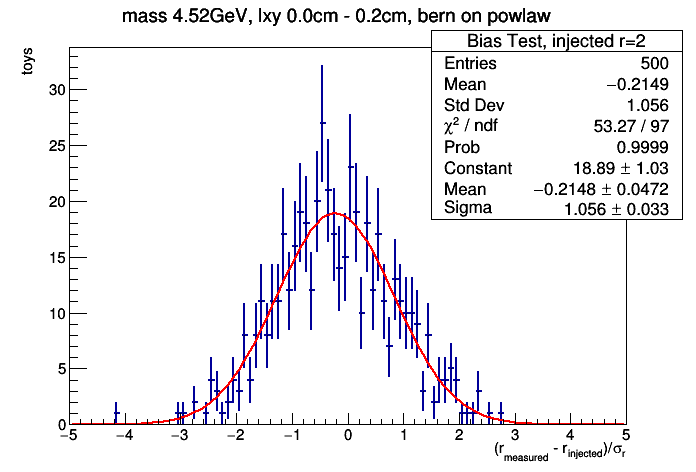 mass 4.52GeV, lxy 0.0cm - 0.2cm, bern on powlaw
Bias Test, injected r=2
Entries 500
Mean −0.2149
Std Dev 1.056
χ² / ndf 53.27 / 97
Prob 0.9999
Constant 18.89 ± 1.03
Mean −0.2148 ± 0.0472
Sigma 1.056 ± 0.033
toys
30
25
20
15
10
5
0
−5 −4 −3 −2 −1 0 1 2 3 4 5
(r_measured - r_injected)/σ_r